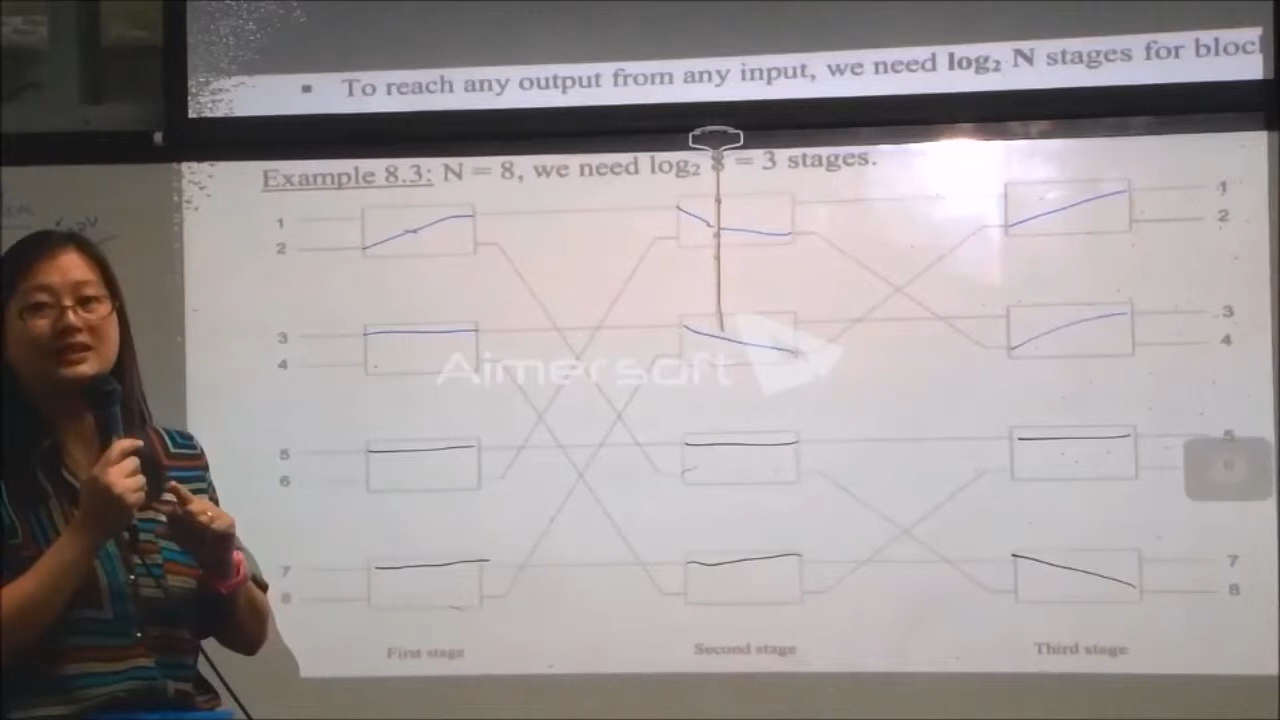 ▪ To reach any output from any input, we need log₂ N stages for bloc
Example 8.3: N = 8, we need log₂ 8 = 3 stages.
1 1
2 2
3 3
4 4
Aimersoft
5 5
6 6
7 7
8 8
First stage Second stage Third stage